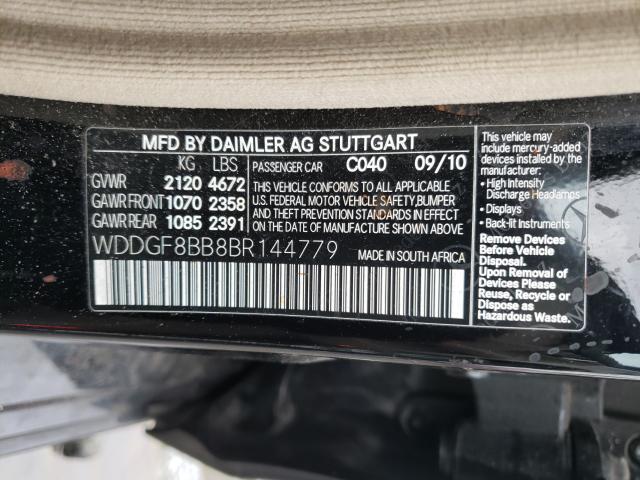 MFD BY DAIMLER AG STUTTGART
KG LBS PASSENGER CAR C040 09/10
GVWR 2120 4672
GAWR FRONT 1070 2358
GAWR REAR 1085 2391
THIS VEHICLE CONFORMS TO ALL APPLICABLE
U.S. FEDERAL MOTOR VEHICLE SAFETY, BUMPER
AND THEFT PREVENTION STANDARDS IN EFFECT
ON THE DATE OF MANUFACTURE SHOWN ABOVE.
WDDGF8BB8BR144779 MADE IN SOUTH AFRICA
This vehicle may
include mercury-added
devices installed by the
manufacturer:
• High Intensity
Discharge Headlamps
• Displays
• Back-lit Instruments
Remove Devices
Before Vehicle
Disposal.
Upon Removal of
Devices Please
Reuse, Recycle or
Dispose as
Hazardous Waste.